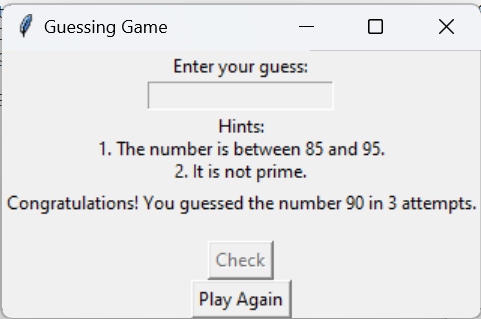 Guessing Game
Enter your guess:
Hints:
1. The number is between 85 and 95.
2. It is not prime.
Congratulations! You guessed the number 90 in 3 attempts.
Check
Play Again